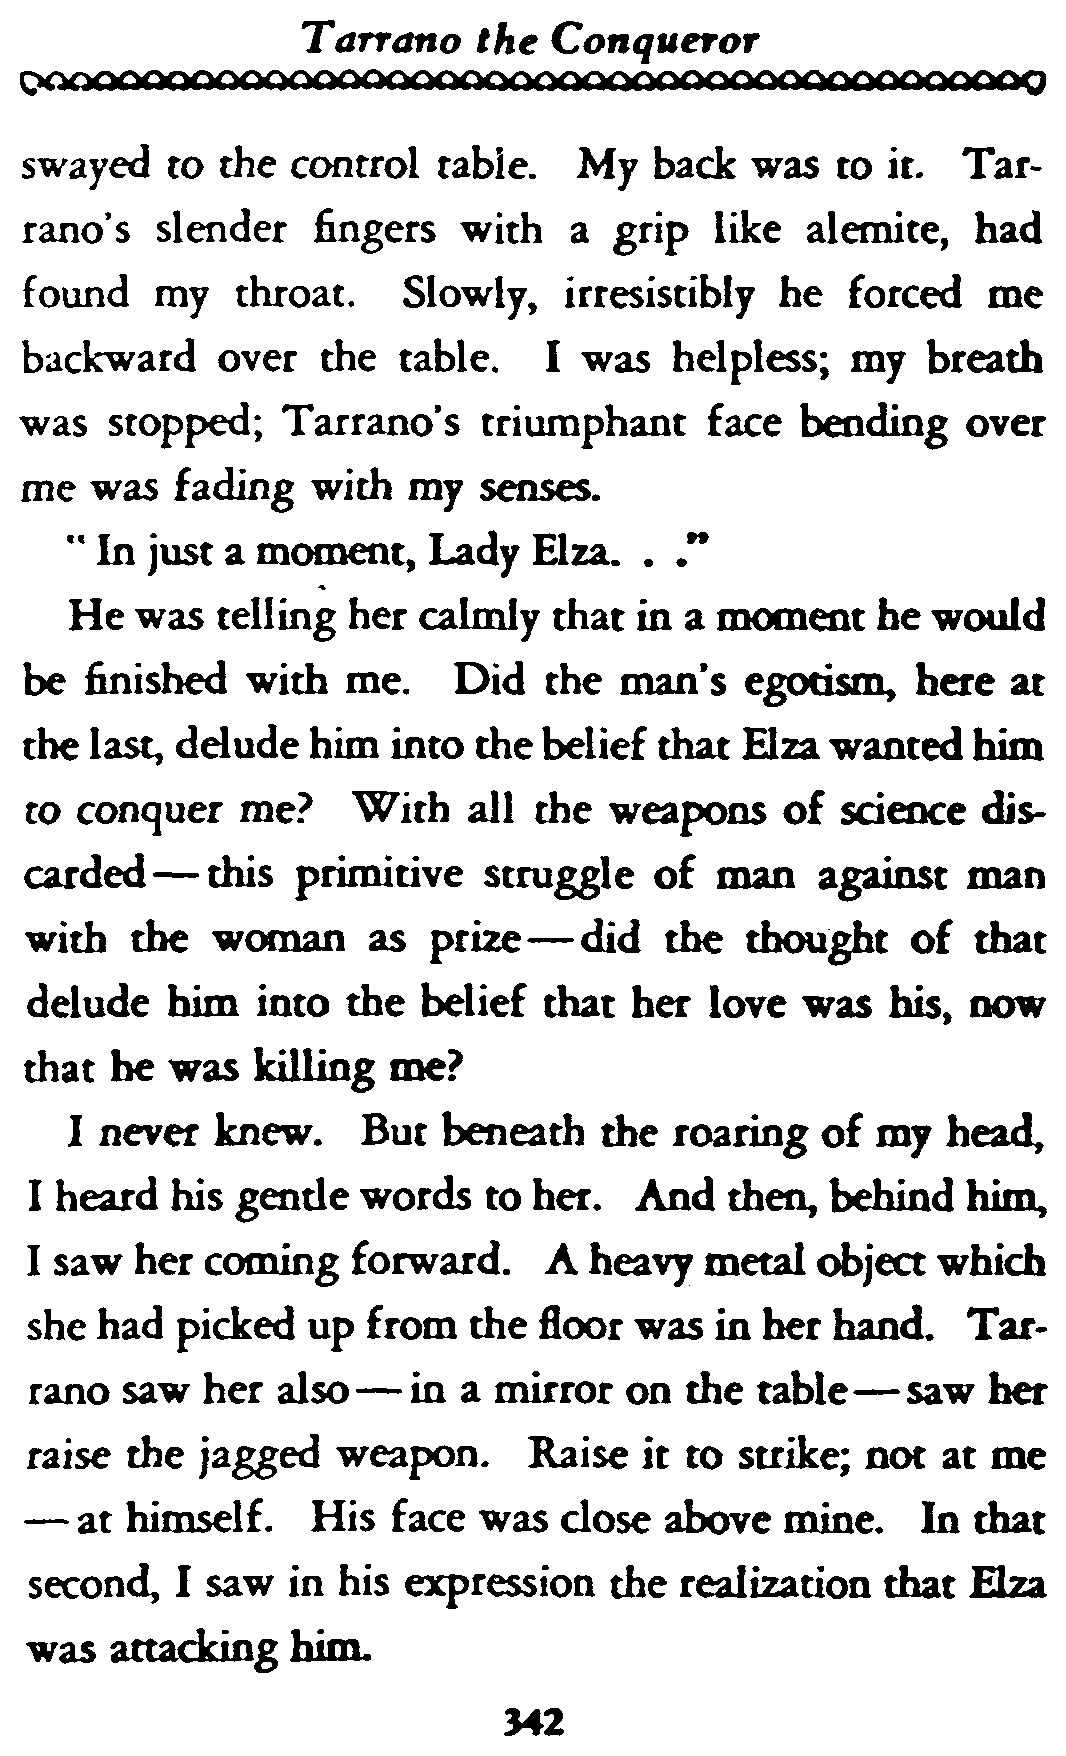 Tarrano the Conqueror
swayed to the control table. My back was to it. Tar-
rano's slender fingers with a grip like alemite, had
found my throat. Slowly, irresistibly he forced me
backward over the table. I was helpless; my breath
was stopped; Tarrano's triumphant face bending over
me was fading with my senses.
"In just a moment, Lady Elza. . ."
He was telling her calmly that in a moment he would
be finished with me. Did the man's egotism, here at
the last, delude him into the belief that Elza wanted him
to conquer me? With all the weapons of science dis-
carded—this primitive struggle of man against man
with the woman as prize—did the thought of that
delude him into the belief that her love was his, now
that he was killing me?
I never knew. But beneath the roaring of my head,
I heard his gentle words to her. And then, behind him,
I saw her coming forward. A heavy metal object which
she had picked up from the floor was in her hand. Tar-
rano saw her also—in a mirror on the table—saw her
raise the jagged weapon. Raise it to strike; not at me
—at himself. His face was close above mine. In that
second, I saw in his expression the realization that Elza
was attacking him.
342